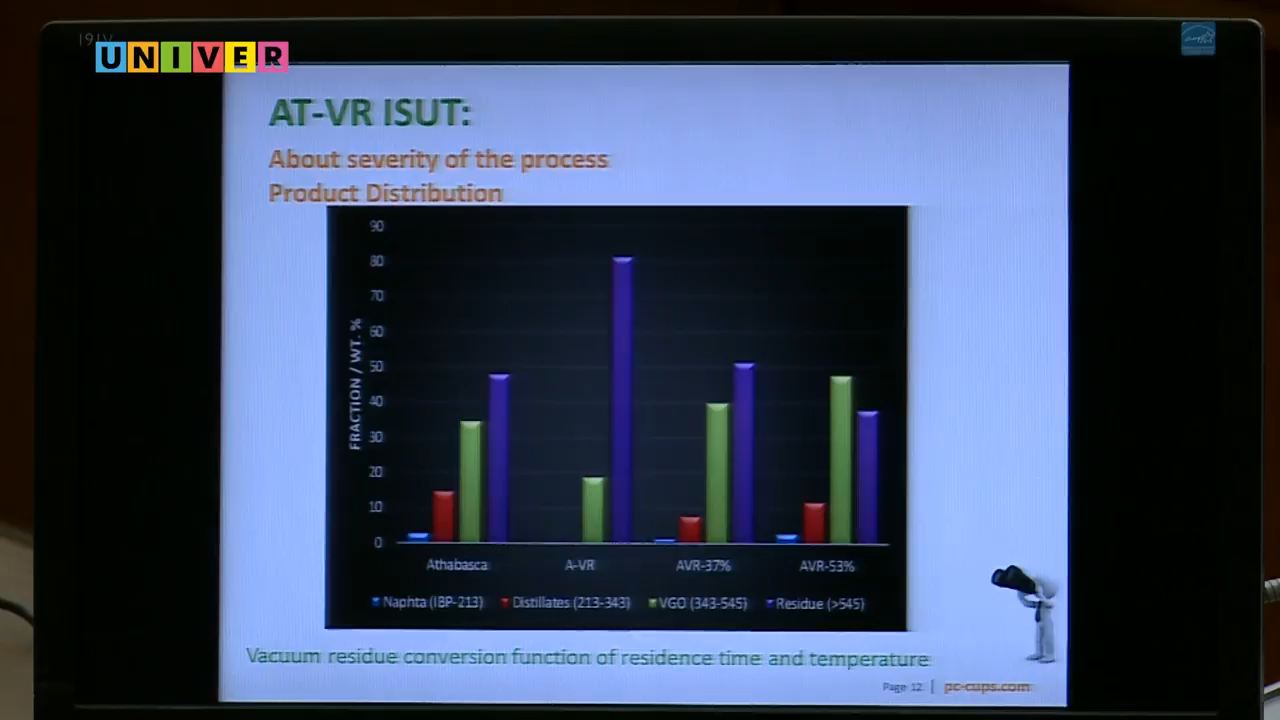 UNIVER
AT-VR ISUT:
About severity of the process
Product Distribution
90
80
70
60
50
40
30
20
10
0
FRACTION / WT. %
Athabasca A-VR AVR-37% AVR-53%
Naphta (IBP-213) Distillates (213-343) VGO (343-545) Residue (>545)
Vacuum residue conversion function of residence time and temperature
Page 12 | pc-cups.com